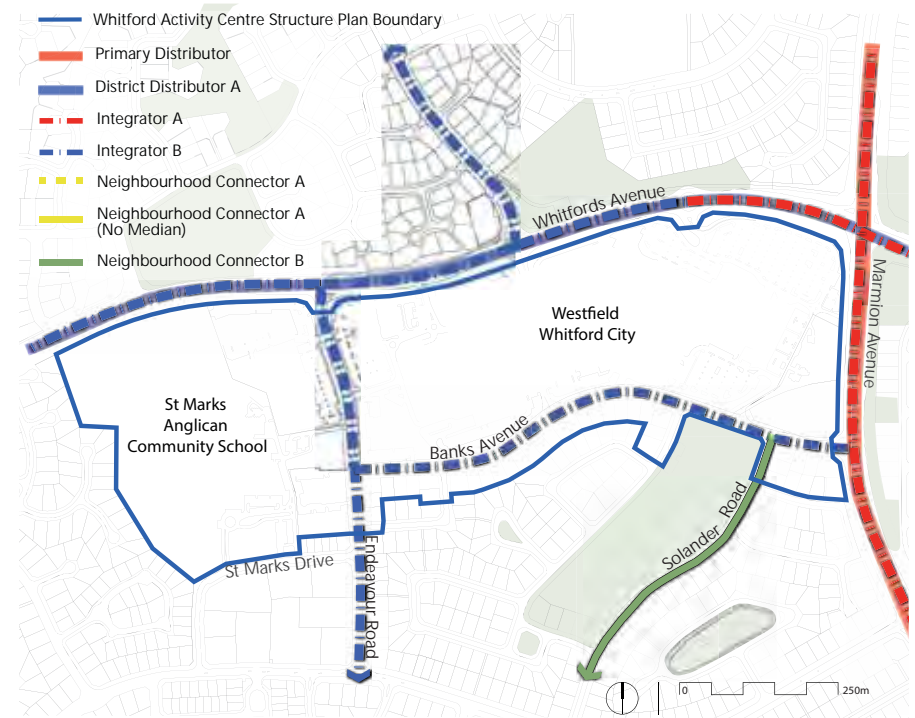 Whitford Activity Centre Structure Plan Boundary
Primary Distributor
District Distributor A
Integrator A
Integrator B
Neighbourhood Connector A
Neighbourhood Connector A
(No Median)
Neighbourhood Connector B
Whitfords Avenue
Marmion Avenue
Westfield
Whitford City
St Marks
Anglican
Community School
Banks Avenue
Solander Road
St Marks Drive
Endeavour Road
0
250m